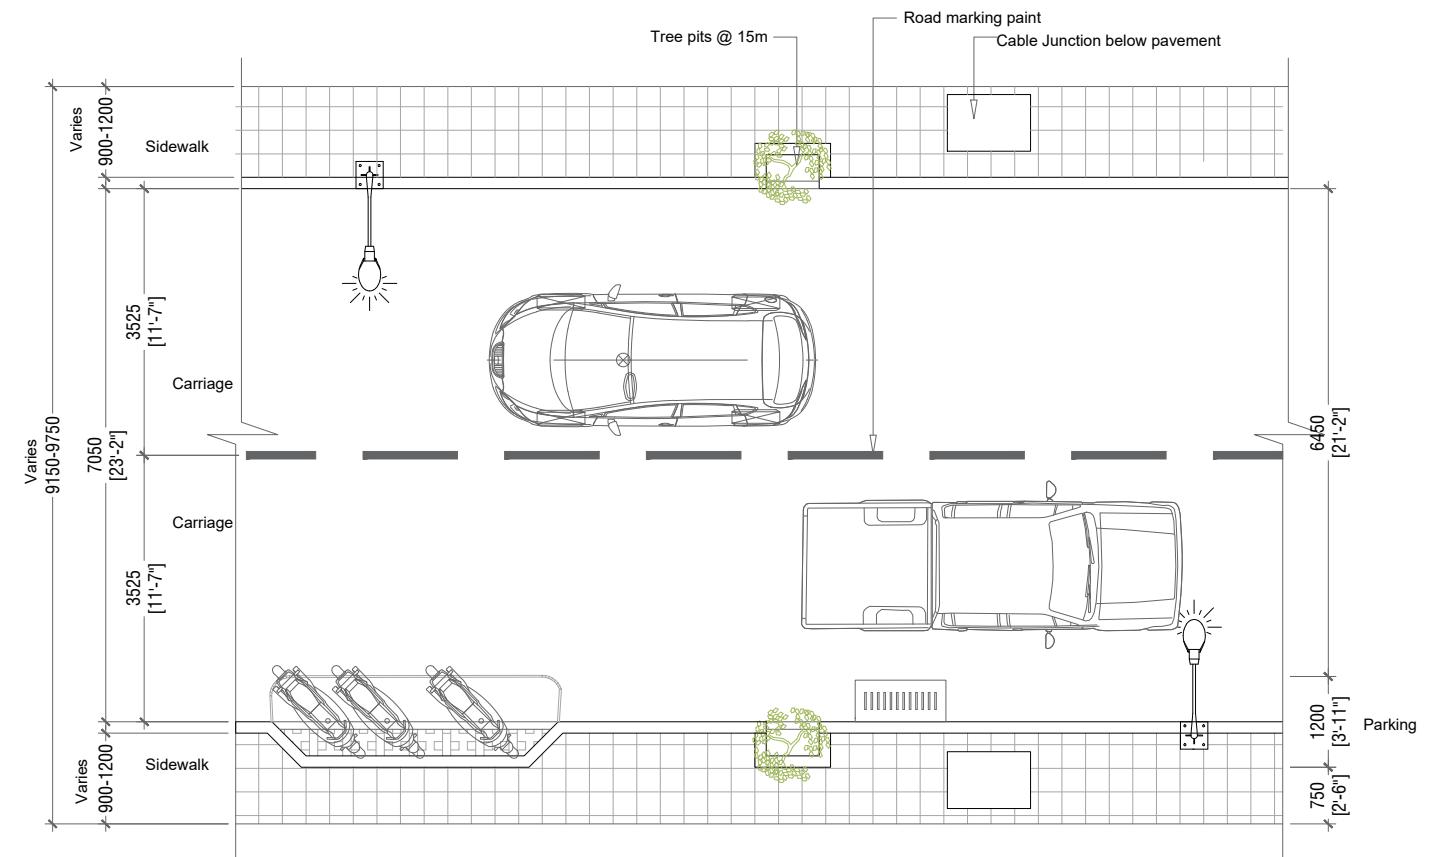 Road marking paint
Tree pits @ 15m
Cable Junction below pavement
Varies
900-1200
Sidewalk
3525
[11'-7"]
Carriage
Varies
9150-9750
7050
[23'-2"]
6450
[21'-2"]
Carriage
3525
[11'-7"]
1200
[3'-11"]
Parking
Varies
900-1200
Sidewalk
750
[2'-6"]